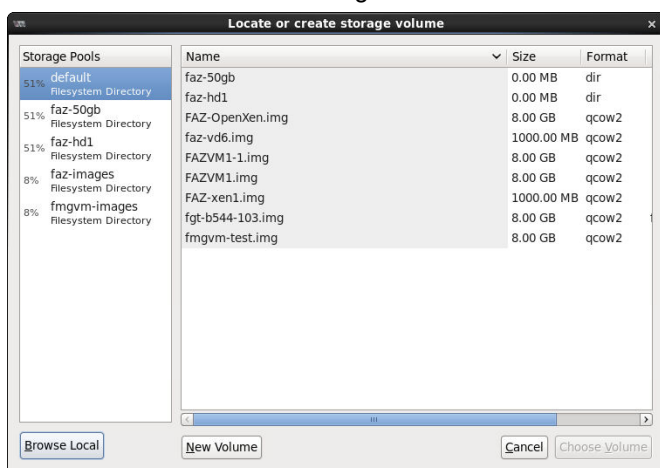 Locate or create storage volume
Storage Pools
51% default
Filesystem Directory
51% faz-50gb
Filesystem Directory
51% faz-hd1
Filesystem Directory
8% faz-images
Filesystem Directory
8% fmgvm-images
Filesystem Directory
Name Size Format
faz-50gb 0.00 MB dir
faz-hd1 0.00 MB dir
FAZ-OpenXen.img 8.00 GB qcow2
faz-vd6.img 1000.00 MB qcow2
FAZVM1-1.img 8.00 GB qcow2
FAZVM1.img 8.00 GB qcow2
FAZ-xen1.img 1000.00 MB qcow2
fgt-b544-103.img 8.00 GB qcow2
fmgvm-test.img 8.00 GB qcow2
Browse Local New Volume Cancel Choose Volume